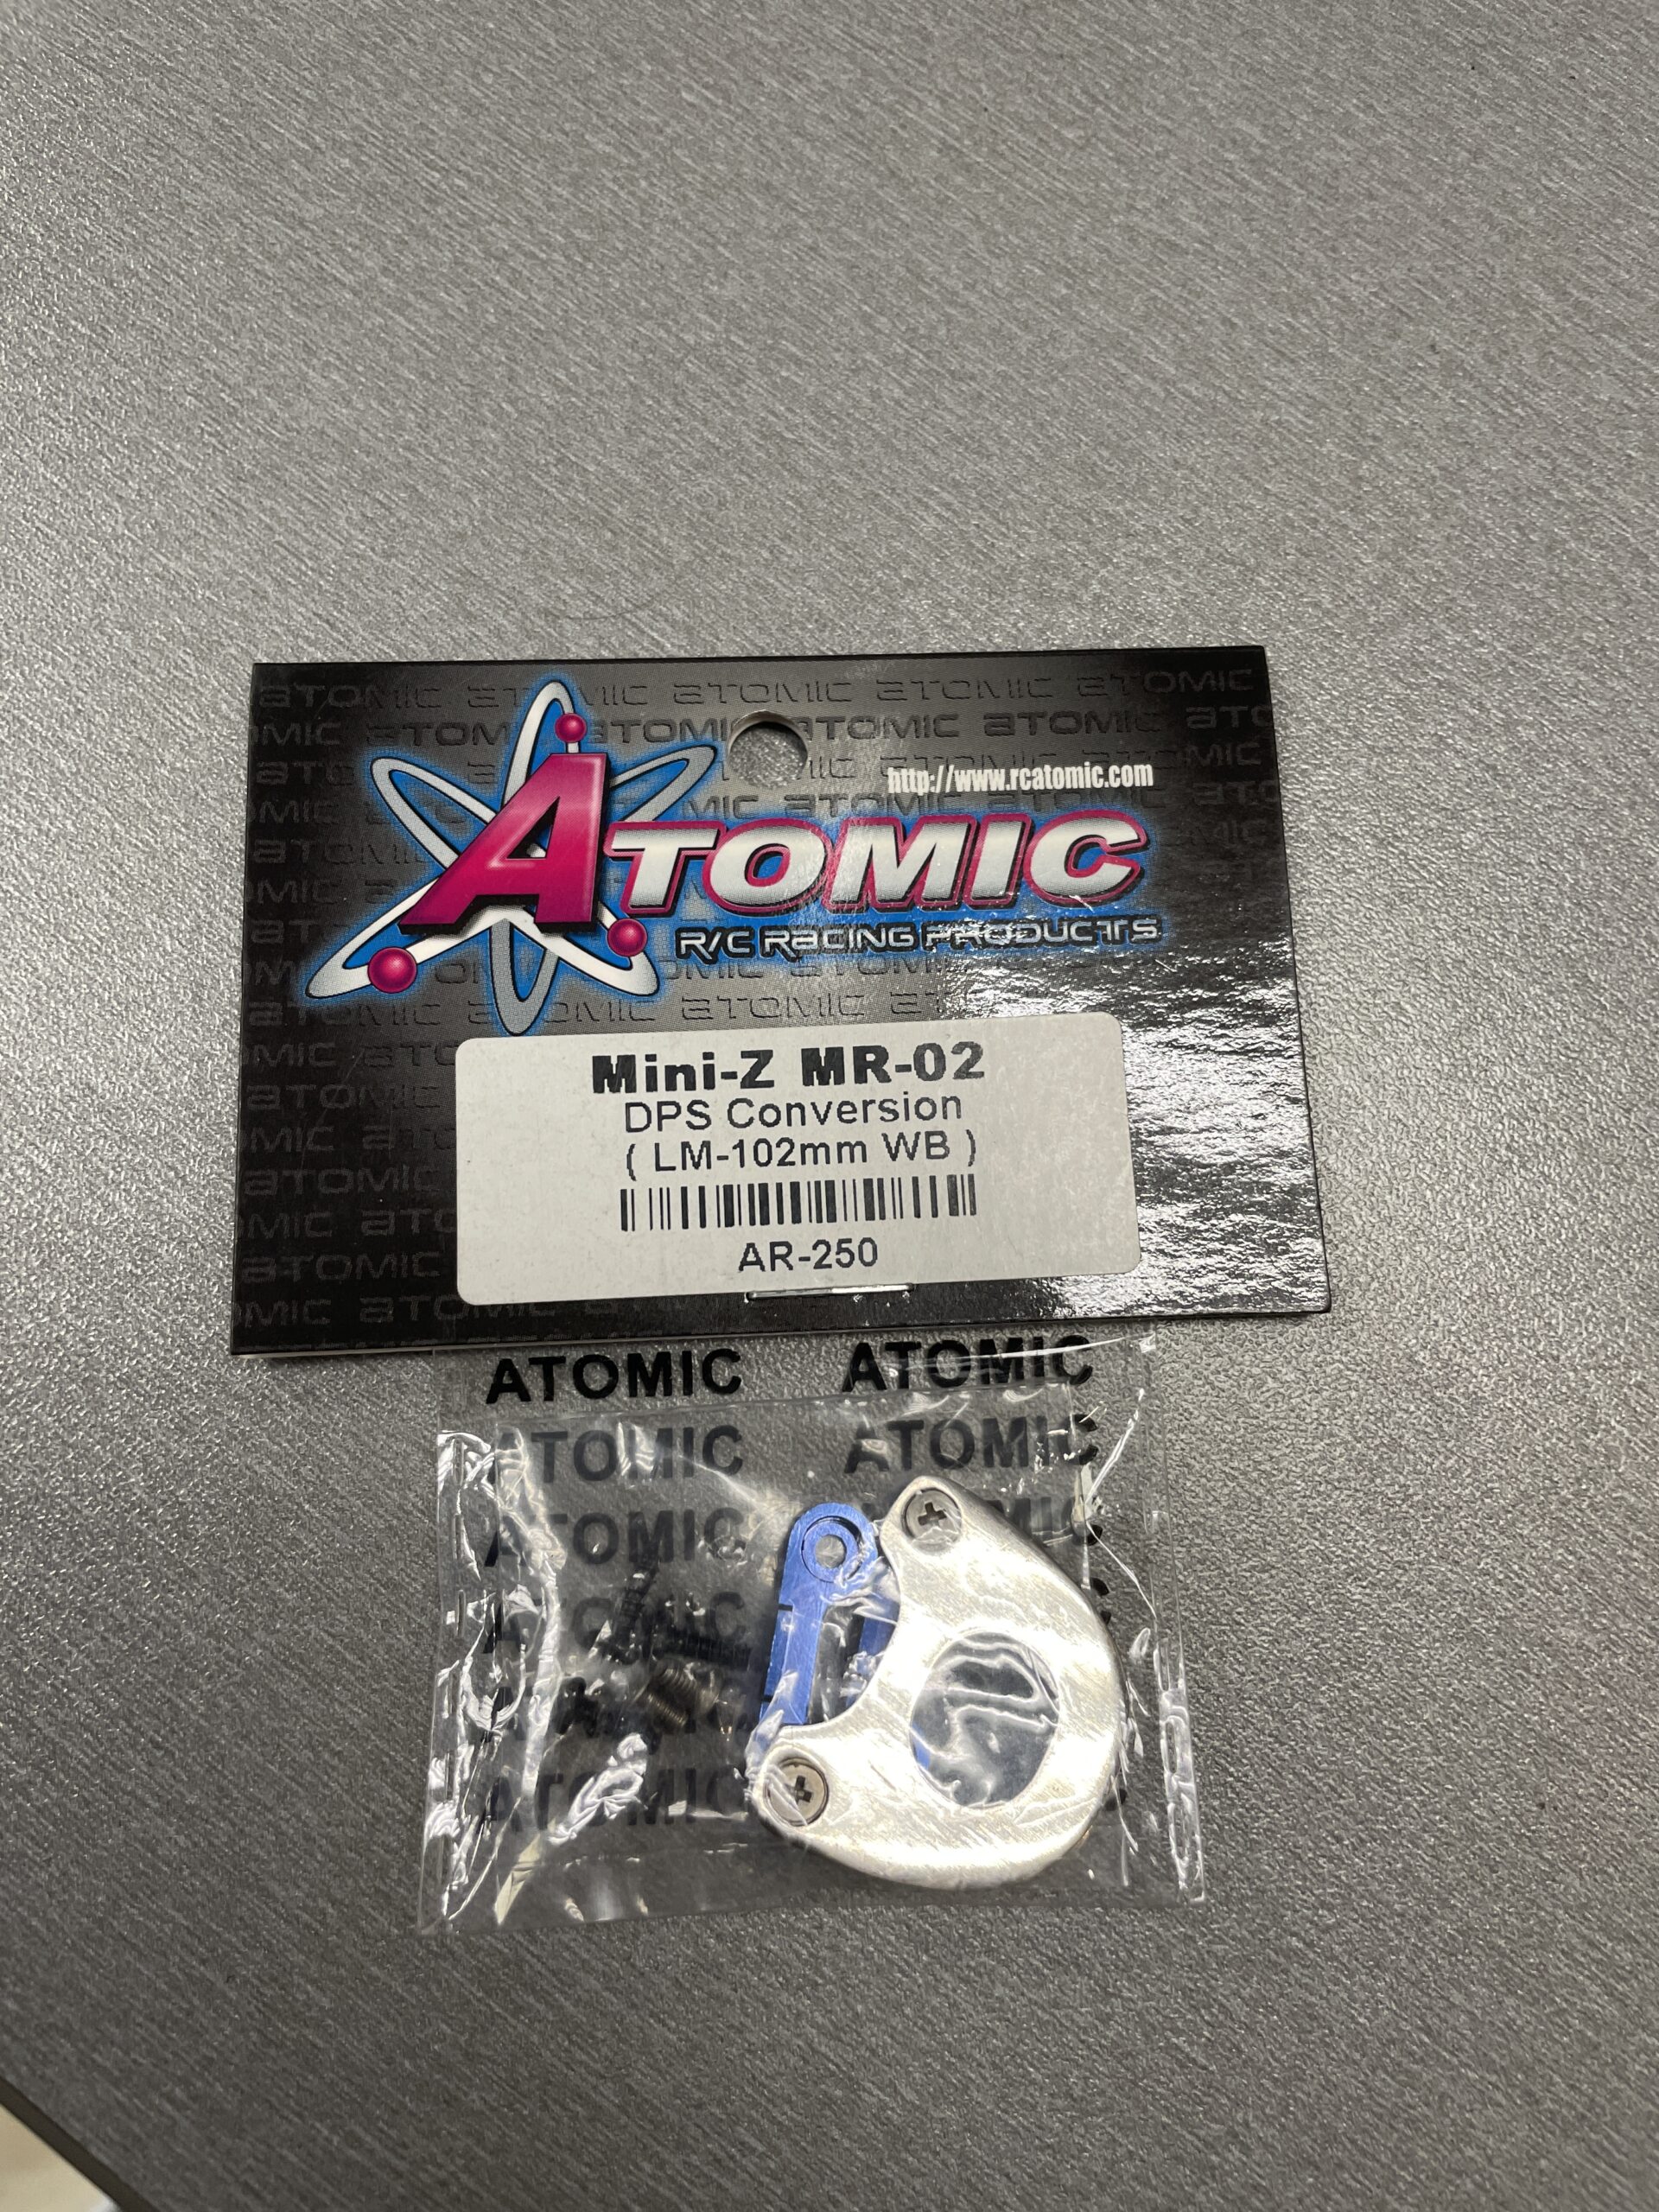 http://www.rcatomic.com
ATOMIC
R/C RACING PRODUCTS
Mini-Z MR-02
DPS Conversion
( LM-102mm WB )
AR-250
ATOMIC ATOMIC
ATOMIC ATOMIC
ATOMIC
ATOMIC